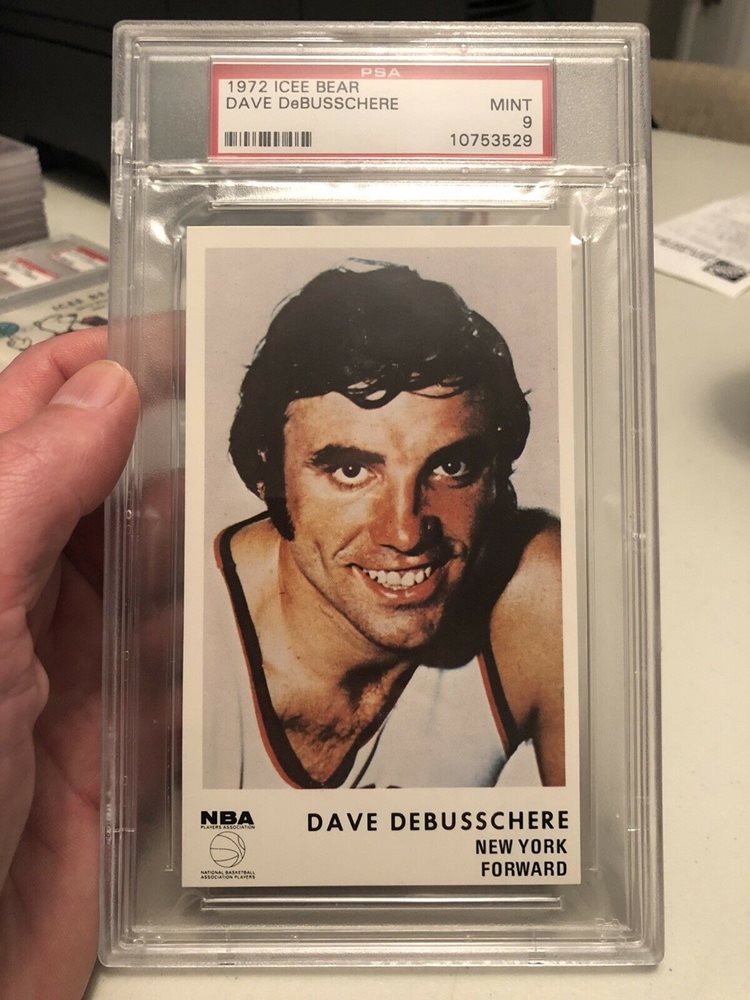 PSA
1972 ICEE BEAR
DAVE DeBUSSCHERE MINT
9
10753529
ICEE
NBA
PLAYERS ASSOCIATION
NATIONAL BASKETBALL
ASSOCIATION PLAYERS
DAVE DEBUSSCHERE
NEW YORK
FORWARD